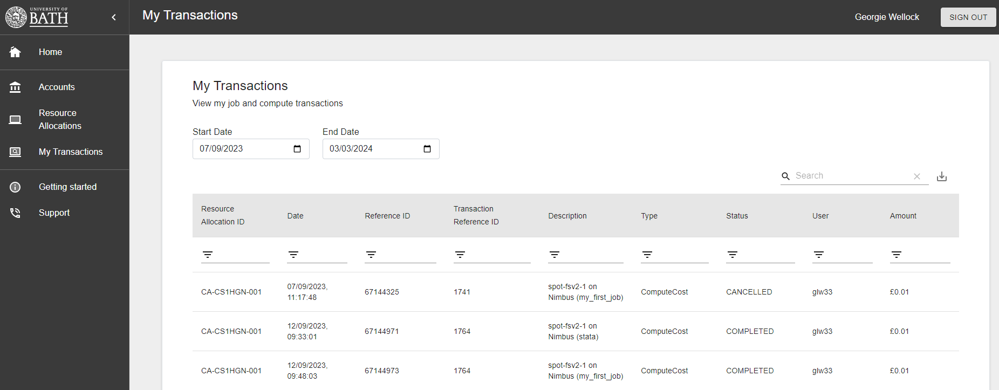 UNIVERSITY OF
BATH
My Transactions
Georgie Wellock
SIGN OUT
Home
Accounts
Resource
Allocations
My Transactions
Getting started
Support
My Transactions
View my job and compute transactions
Start Date
End Date
07/09/2023
03/03/2024
Search
Resource
Allocation ID
Date
Reference ID
Transaction
Reference ID
Description
Type
Status
User
Amount
CA-CS1HGN-001
07/09/2023,
11:17:48
67144325
1741
spot-fsv2-1 on
Nimbus (my_first_job)
ComputeCost
CANCELLED
glw33
£0.01
CA-CS1HGN-001
12/09/2023,
09:33:01
67144971
1764
spot-fsv2-1 on
Nimbus (stata)
ComputeCost
COMPLETED
glw33
£0.01
CA-CS1HGN-001
12/09/2023,
09:48:03
67144973
1764
spot-fsv2-1 on
Nimbus (my_first_job)
ComputeCost
COMPLETED
glw33
£0.01